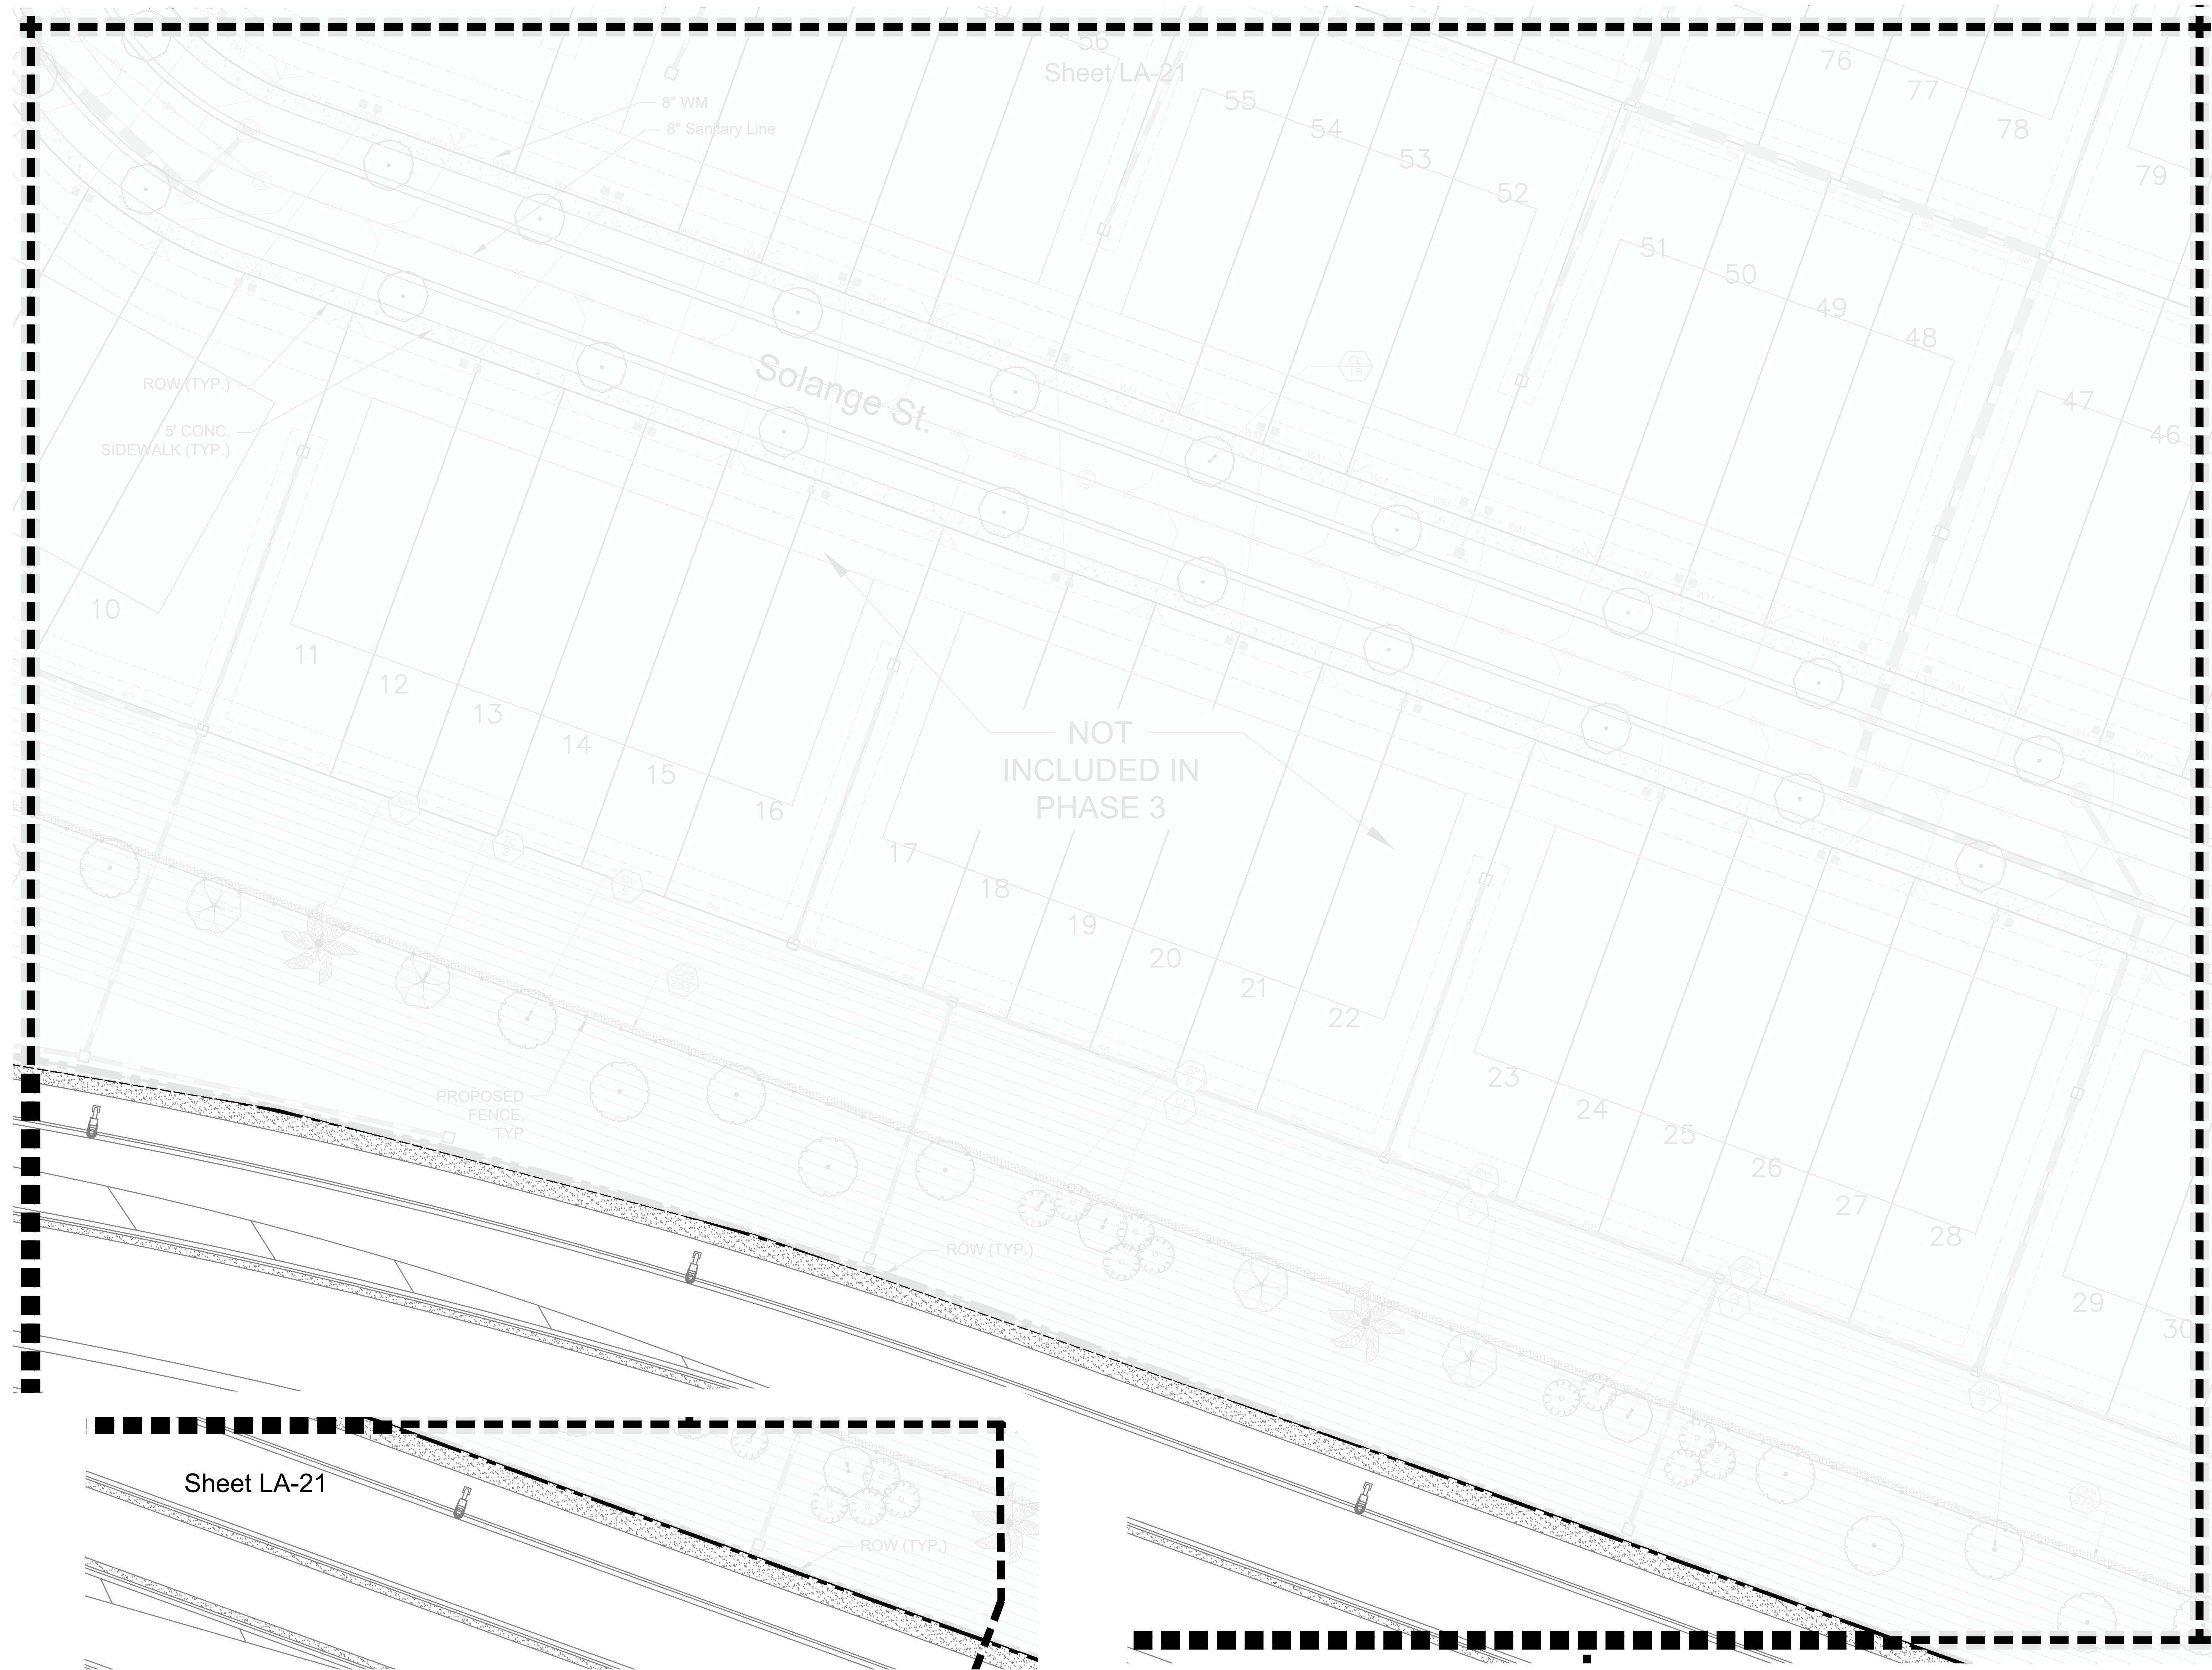 56
Sheet LA-21
76
77
78
79
8" WM
8" Sanitary Line
55
54
53
52
51
50
49
48
47
46
ROW (TYP.)
5' CONC.
SIDEWALK (TYP.)
Solange St.
CE
19
10
11
12
13
14
15
16
NOT
INCLUDED IN
PHASE 3
17
18
19
20
21
22
23
24
25
26
27
28
29
30
PROPOSED
FENCE,
TYP
ROW (TYP.)
Sheet LA-21
ROW (TYP.)